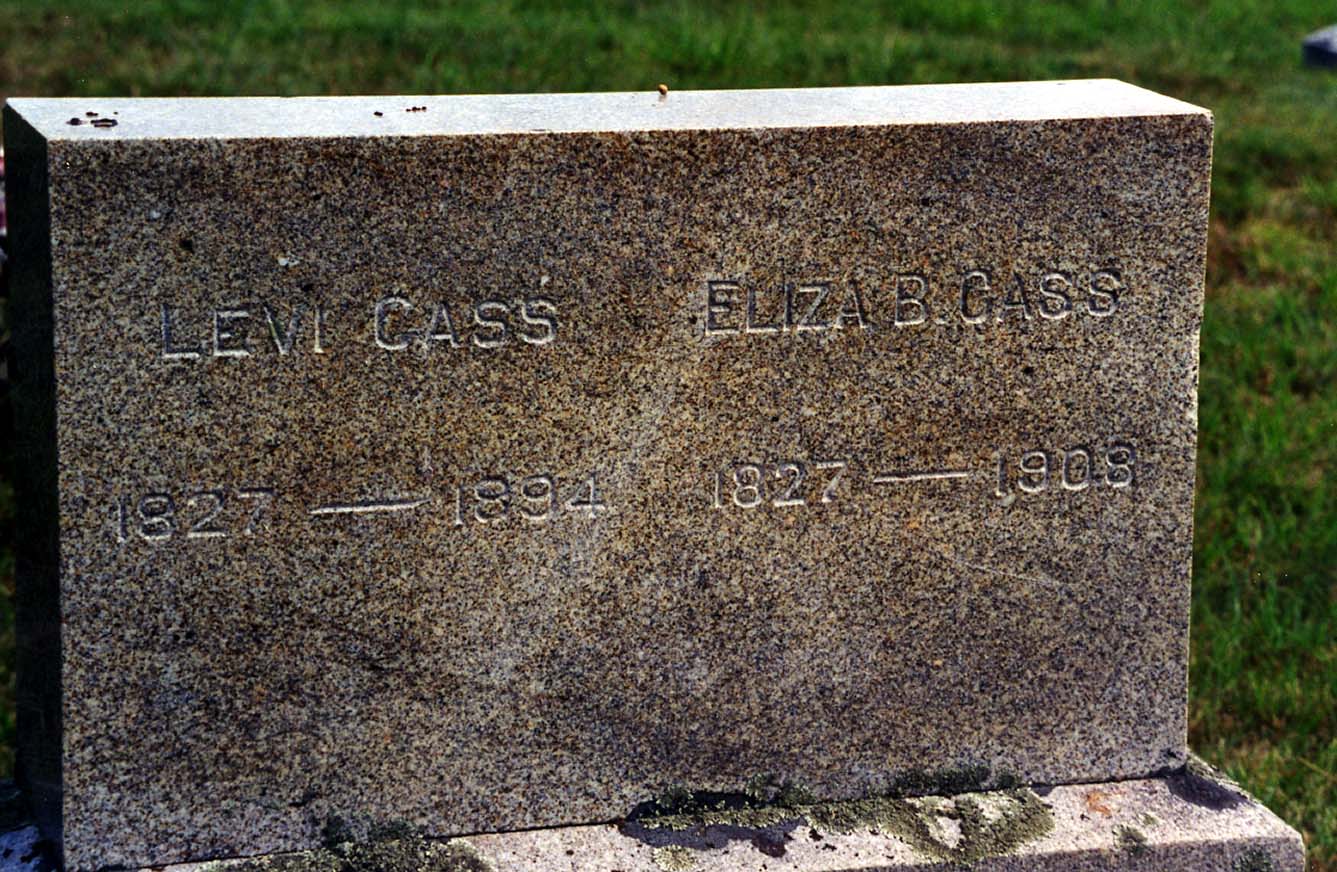 LEVI CASS
1827 — 1894
ELIZA B. CASS
1827 — 1908